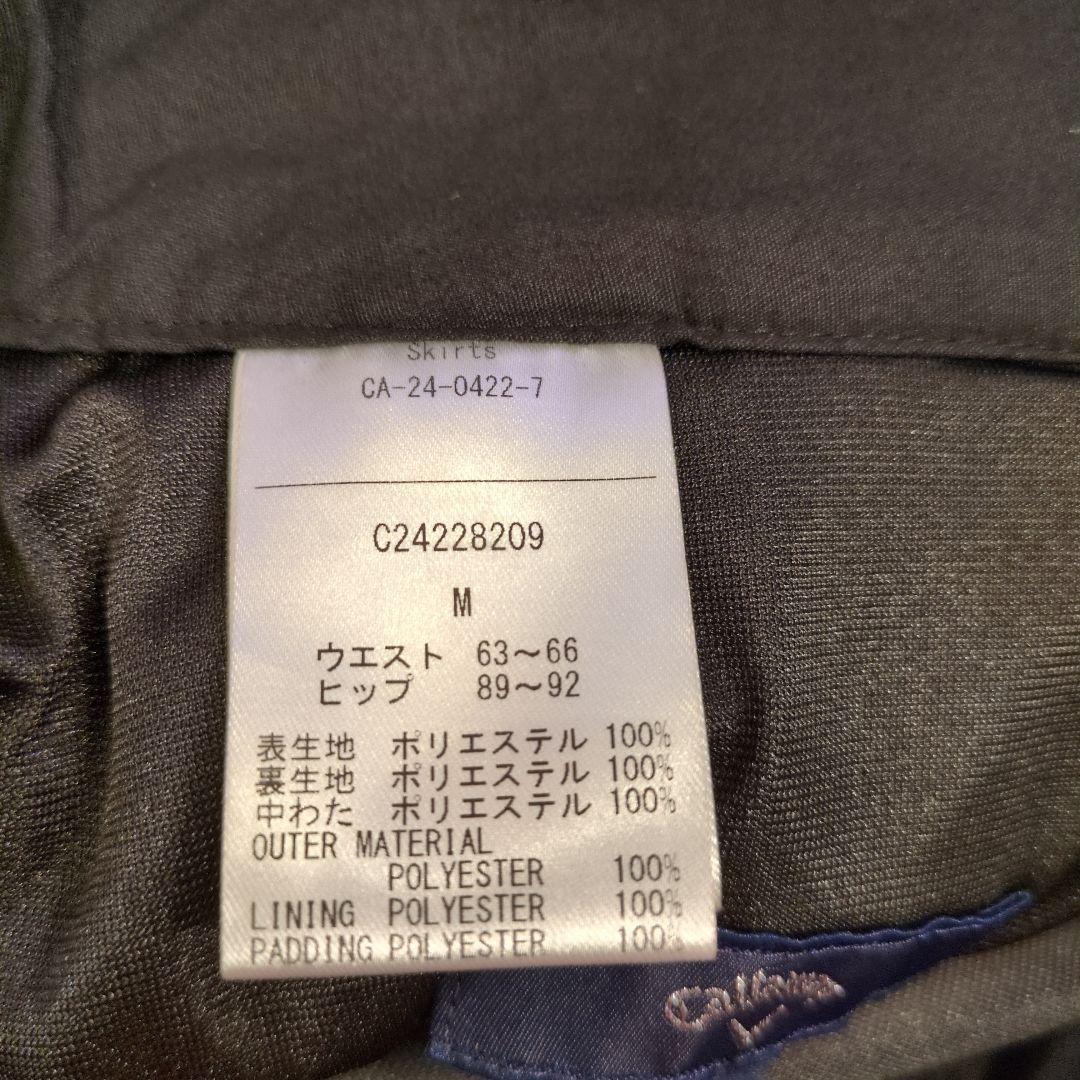 Skirts
CA-24-0422-7
C24228209
M
ウエスト 63～66
ヒップ 89～92
表生地 ポリエステル 100%
裏生地 ポリエステル 100%
中わた ポリエステル 100%
OUTER MATERIAL
POLYESTER 100%
LINING POLYESTER 100%
PADDING POLYESTER 100%
Callaway